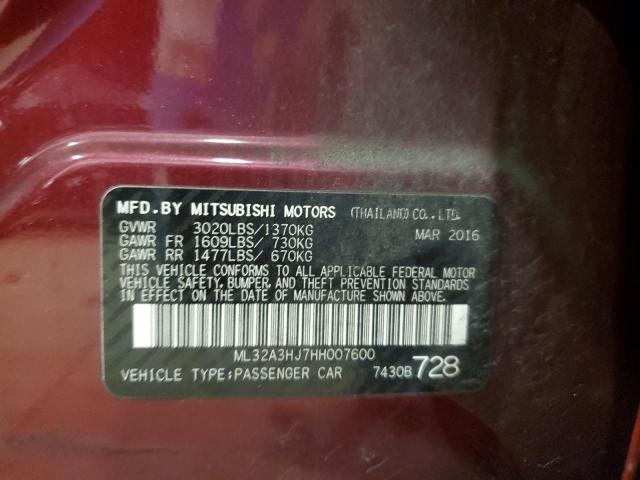 MFD.BY MITSUBISHI MOTORS (THAILAND) CO.,LTD.
GVWR 3020LBS/1370KG MAR 2016
GAWR FR 1609LBS/ 730KG
GAWR RR 1477LBS/ 670KG
THIS VEHICLE CONFORMS TO ALL APPLICABLE FEDERAL MOTOR
VEHICLE SAFETY, BUMPER, AND THEFT PREVENTION STANDARDS
IN EFFECT ON THE DATE OF MANUFACTURE SHOWN ABOVE.
ML32A3HJ7HH007600
VEHICLE TYPE:PASSENGER CAR 7430B 728